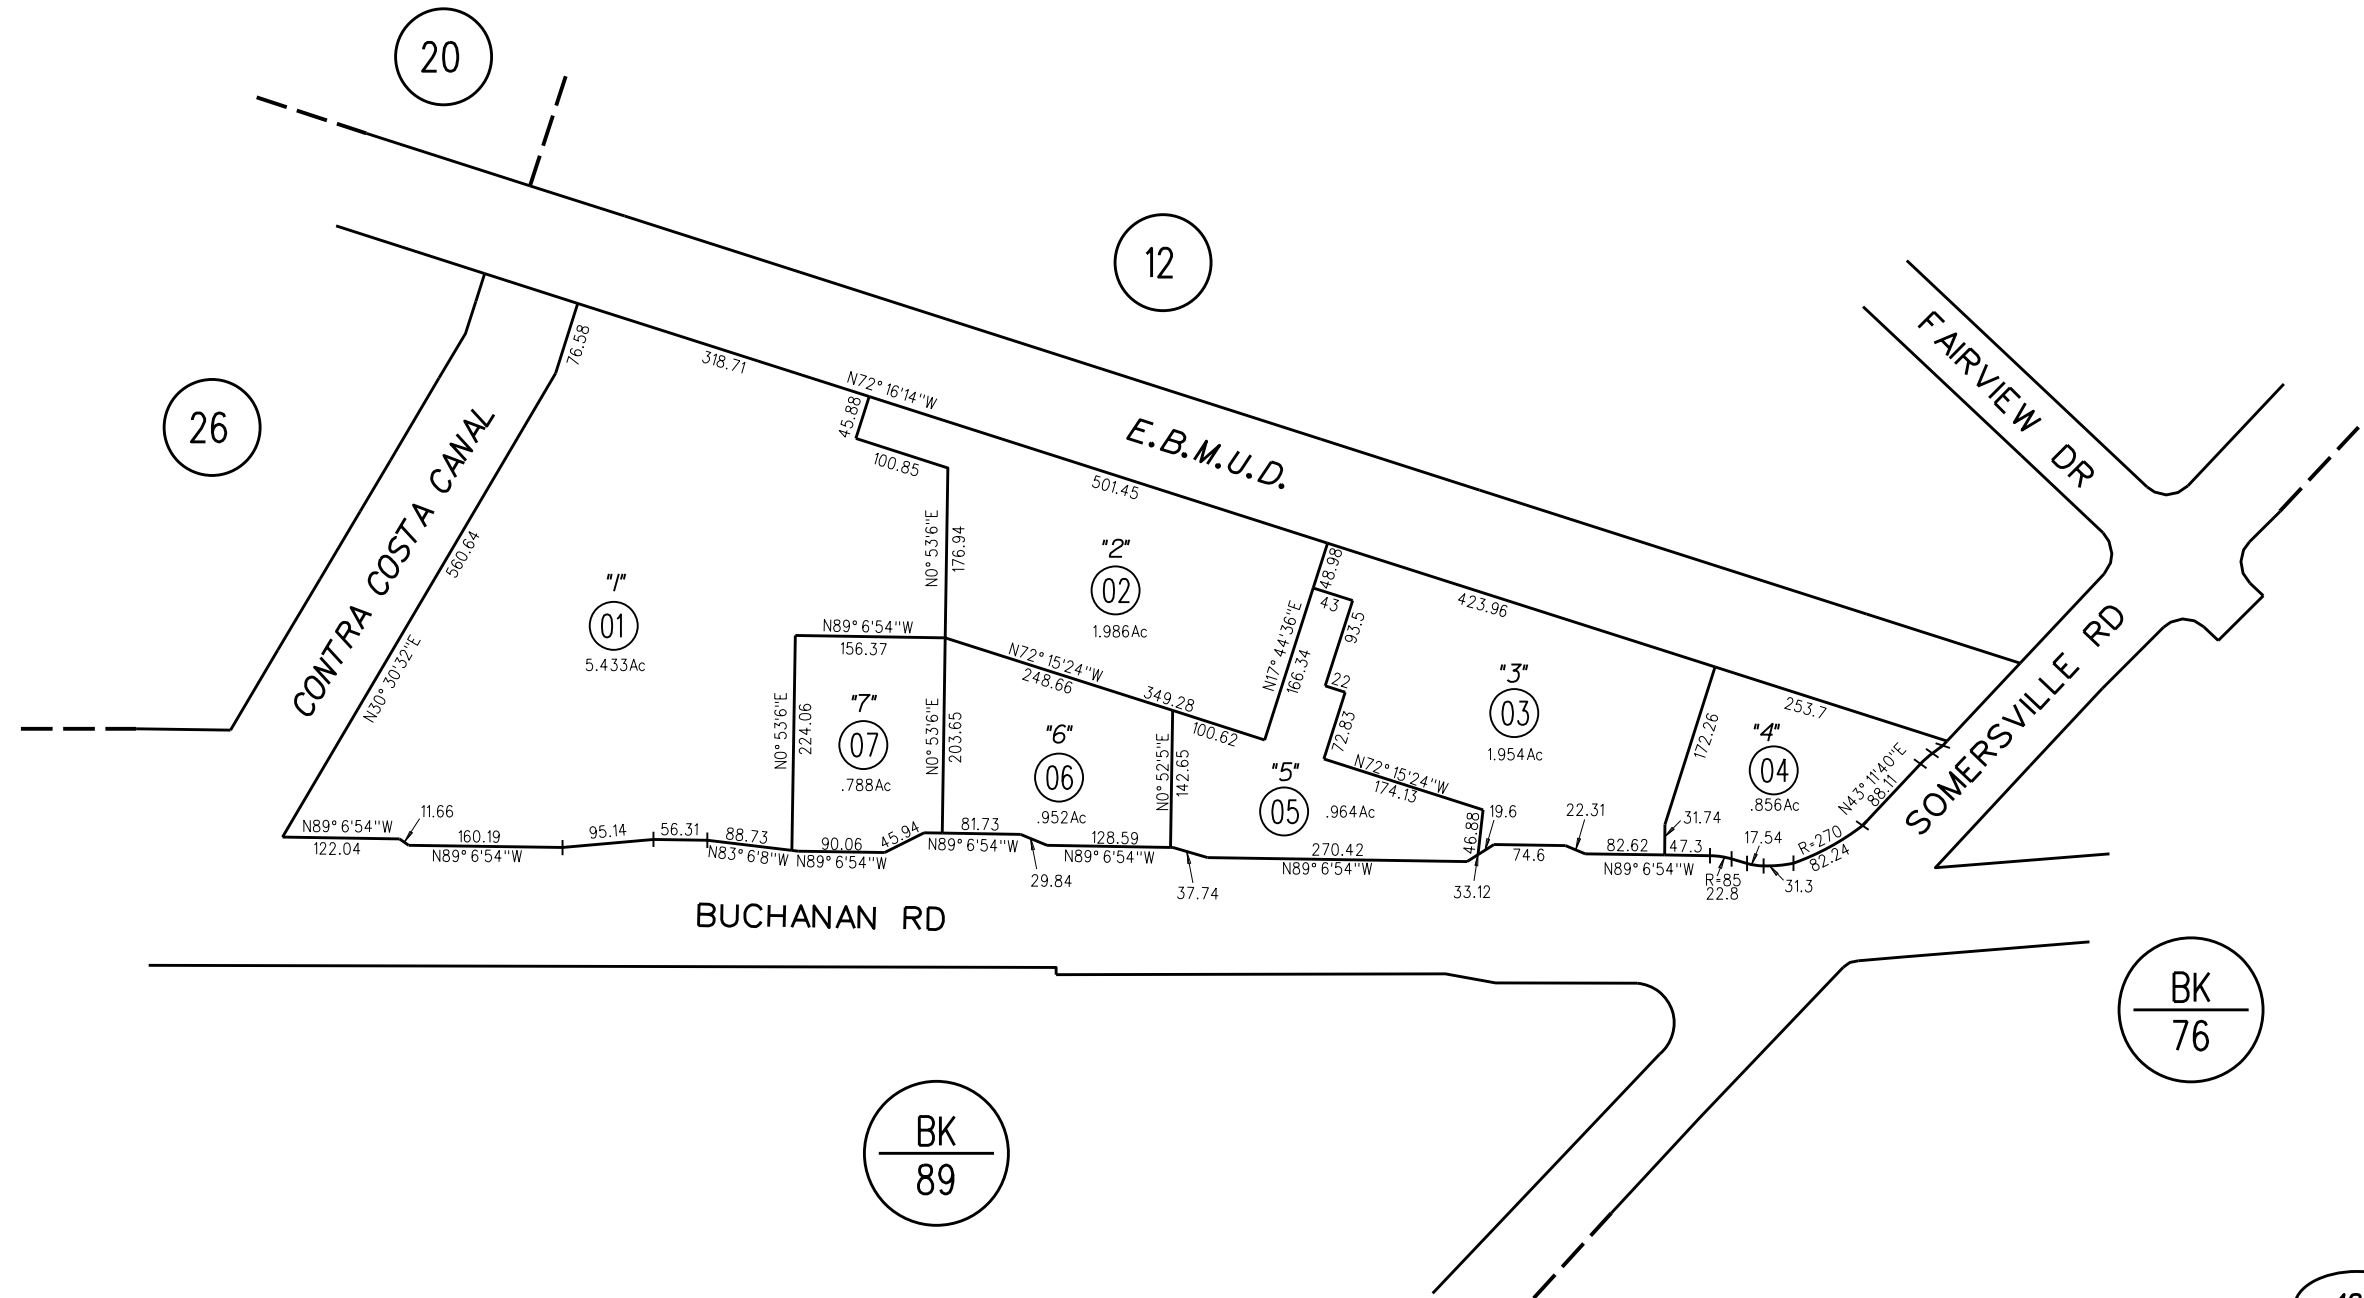 20
12
26
FAIRVIEW DR
CONTRA COSTA CANAL
E.B.M.U.D.
SOMERSVILLE RD
BUCHANAN RD
76.58
318.71
N72°16'14"W
45.88
100.85
501.45
560.64
N30°30'32"E
N0°53'6"E
176.94
"1"
01
5.433Ac
"2"
02
1.986Ac
48.98
43
93.5
423.96
N17°44'36"E
166.34
22
72.83
"3"
03
1.954Ac
N89°6'54"W
156.37
N72°15'24"W
248.66
349.28
100.62
N0°53'6"E
224.06
"7"
07
.788Ac
N0°53'6"E
203.65
"6"
06
.952Ac
N0°52'5"E
142.65
"5"
05
.964Ac
N72°15'24"W
174.13
46.88
172.26
"4"
04
.856Ac
253.7
N43°11'40"E
88.11
N89°6'54"W
122.04
11.66
160.19
N89°6'54"W
95.14
56.31
88.73
N83°6'8"W
90.06
N89°6'54"W
45.94
81.73
N89°6'54"W
29.84
128.59
N89°6'54"W
37.74
270.42
N89°6'54"W
33.12
19.6
74.6
22.31
82.62
N89°6'54"W
31.74
47.3
R=85
22.8
17.54
31.3
R=270
82.24
BK
76
BK
89